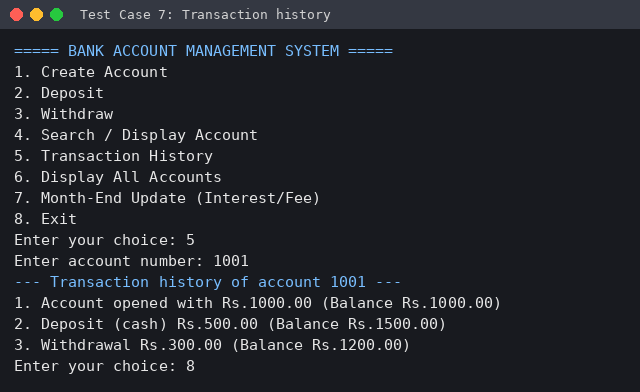 Test Case 7: Transaction history
===== BANK ACCOUNT MANAGEMENT SYSTEM =====
1. Create Account
2. Deposit
3. Withdraw
4. Search / Display Account
5. Transaction History
6. Display All Accounts
7. Month-End Update (Interest/Fee)
8. Exit
Enter your choice: 5
Enter account number: 1001
--- Transaction history of account 1001 ---
1. Account opened with Rs.1000.00 (Balance Rs.1000.00)
2. Deposit (cash) Rs.500.00 (Balance Rs.1500.00)
3. Withdrawal Rs.300.00 (Balance Rs.1200.00)
Enter your choice: 8